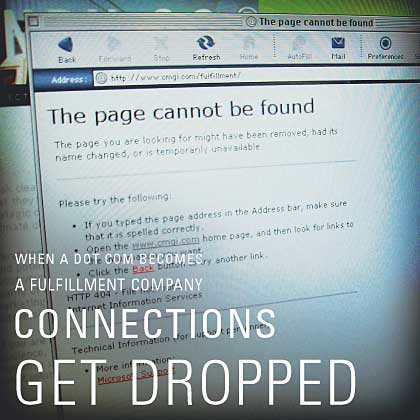 The page cannot be found
Back Forward Stop Refresh Home AutoFill Mail Preferences
Address: http://www.cmgi.com/fulfillment/
The page cannot be found
The page you are looking for might have been removed, had its
name changed, or is temporarily unavailable.
Please try the following:
• If you typed the page address in the Address bar, make sure
that it is spelled correctly.
• Open the www.cmgi.com home page, and then look for links to
want.
• Click the Back button try another link.
WHEN A DOT COM BECOMES
A FULFILLMENT COMPANY
HTTP 404 - File
Internet Information Services
CONNECTIONS
Technical Information (for support personnel)
• More information:
Microsoft Support
GET DROPPED